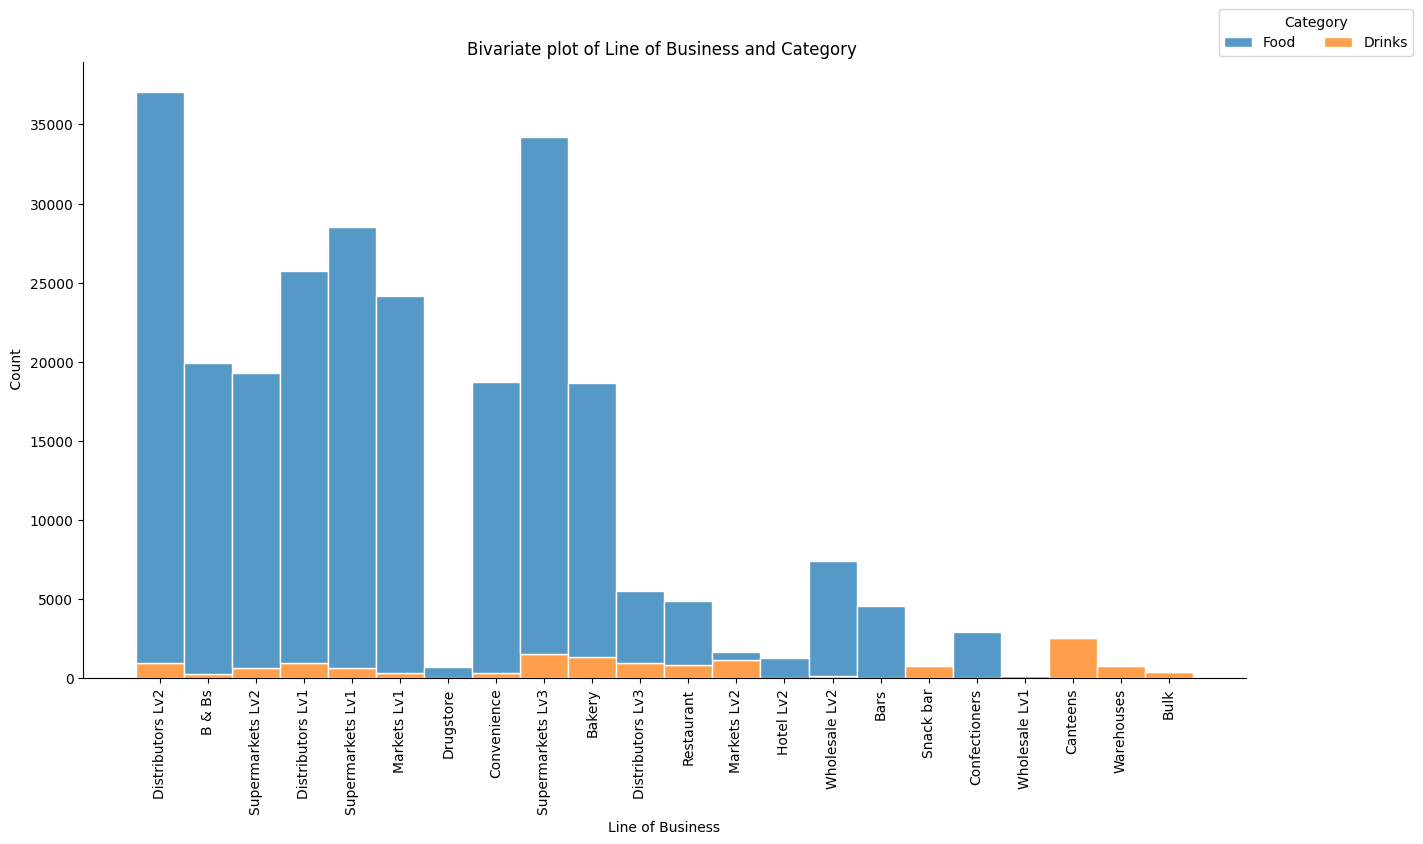 Category
Food Drinks
Bivariate plot of Line of Business and Category
Count
35000
30000
25000
20000
15000
10000
5000
0
Distributors Lv2
B & Bs
Supermarkets Lv2
Distributors Lv1
Supermarkets Lv1
Markets Lv1
Drugstore
Convenience
Supermarkets Lv3
Bakery
Distributors Lv3
Restaurant
Markets Lv2
Hotel Lv2
Wholesale Lv2
Bars
Snack bar
Confectioners
Wholesale Lv1
Canteens
Warehouses
Bulk
Line of Business